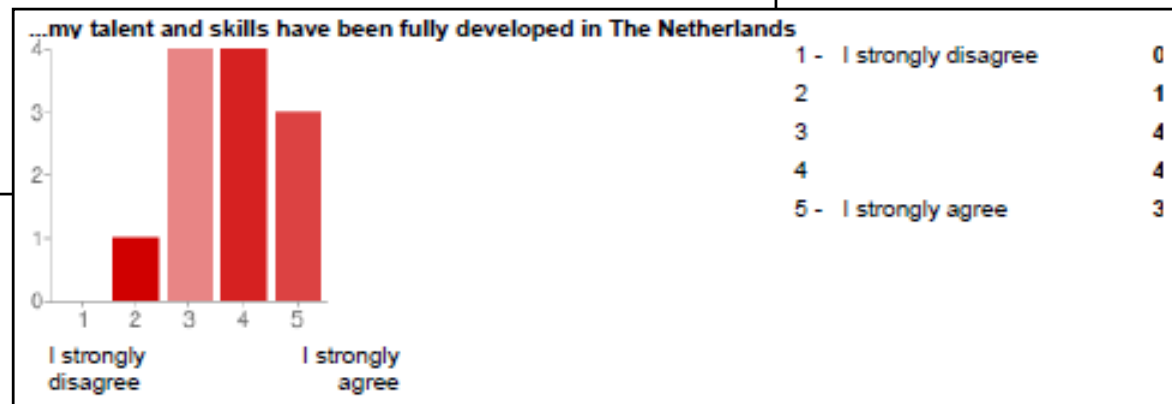 ...my talent and skills have been fully developed in The Netherlands
4
3
2
1
0
1 2 3 4 5
I strongly disagree
I strongly agree
1 - I strongly disagree 0
2 1
3 4
4 4
5 - I strongly agree 3